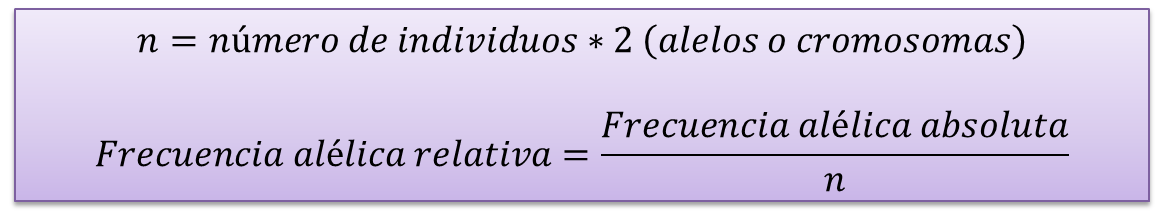 n = número de individuos * 2 (alelos o cromosomas)
Frecuencia alélica relativa = Frecuencia alélica absoluta / n